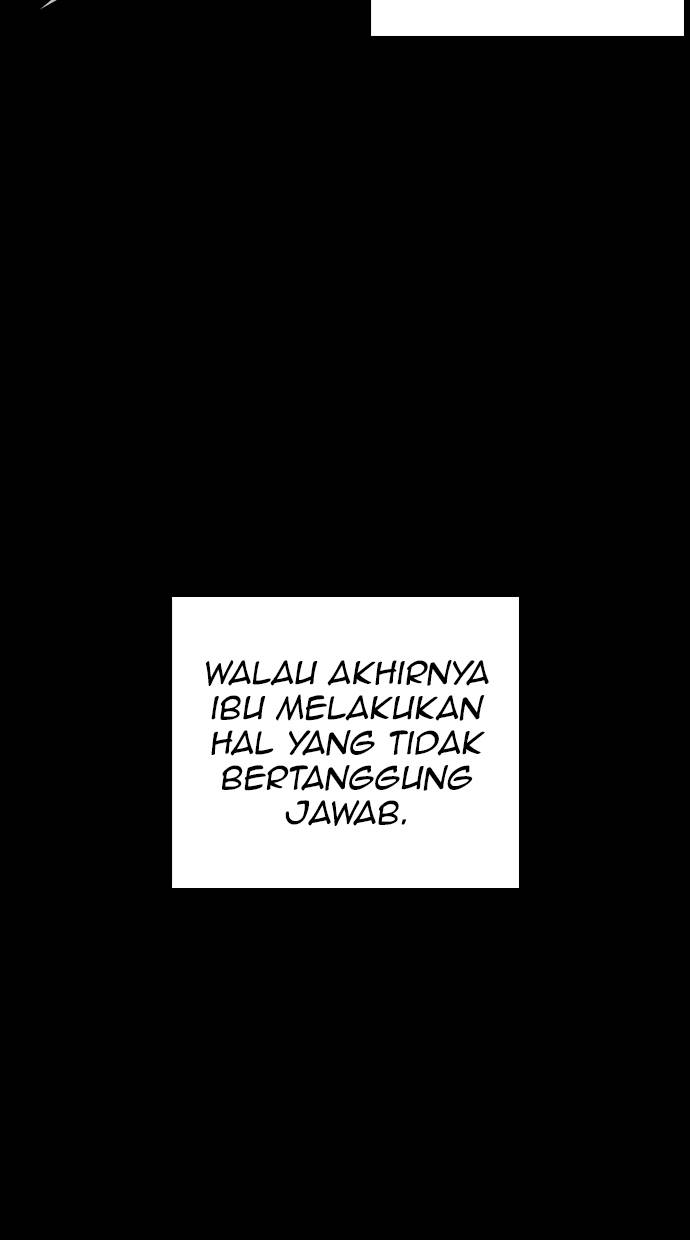 WALAU AKHIRNYA
IBU MELAKUKAN
HAL YANG TIDAK
BERTANGGUNG
JAWAB.